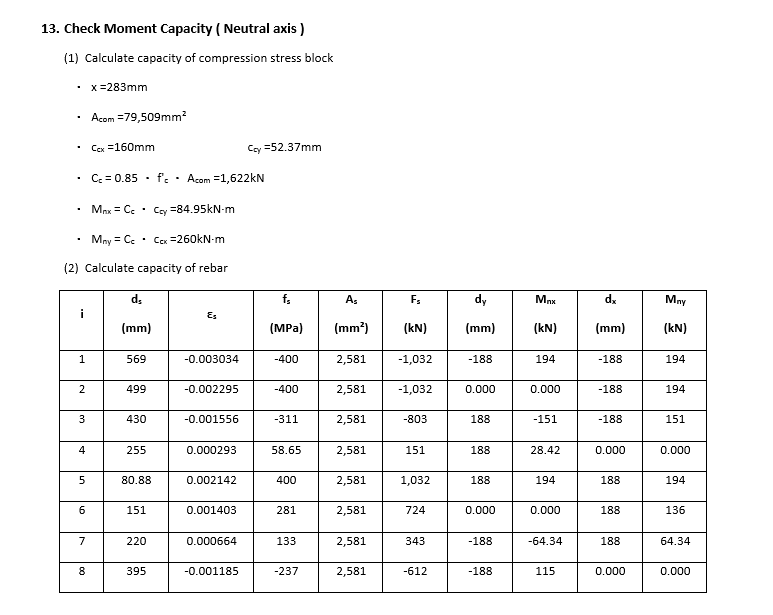 13. Check Moment Capacity ( Neutral axis )
(1) Calculate capacity of compression stress block
· x =283mm
· Acom =79,509mm²
· ccx =160mm ccy =52.37mm
· Cc = 0.85 · f'c · Acom =1,622kN
· Mnx = Cc · ccy =84.95kN·m
· Mny = Cc · ccx =260kN·m
(2) Calculate capacity of rebar
i ds (mm) εs fs (MPa) As (mm²) Fs (kN) dy (mm) Mnx (kN) dx (mm) Mny (kN)
1 569 -0.003034 -400 2,581 -1,032 -188 194 -188 194
2 499 -0.002295 -400 2,581 -1,032 0.000 0.000 -188 194
3 430 -0.001556 -311 2,581 -803 188 -151 -188 151
4 255 0.000293 58.65 2,581 151 188 28.42 0.000 0.000
5 80.88 0.002142 400 2,581 1,032 188 194 188 194
6 151 0.001403 281 2,581 724 0.000 0.000 188 136
7 220 0.000664 133 2,581 343 -188 -64.34 188 64.34
8 395 -0.001185 -237 2,581 -612 -188 115 0.000 0.000